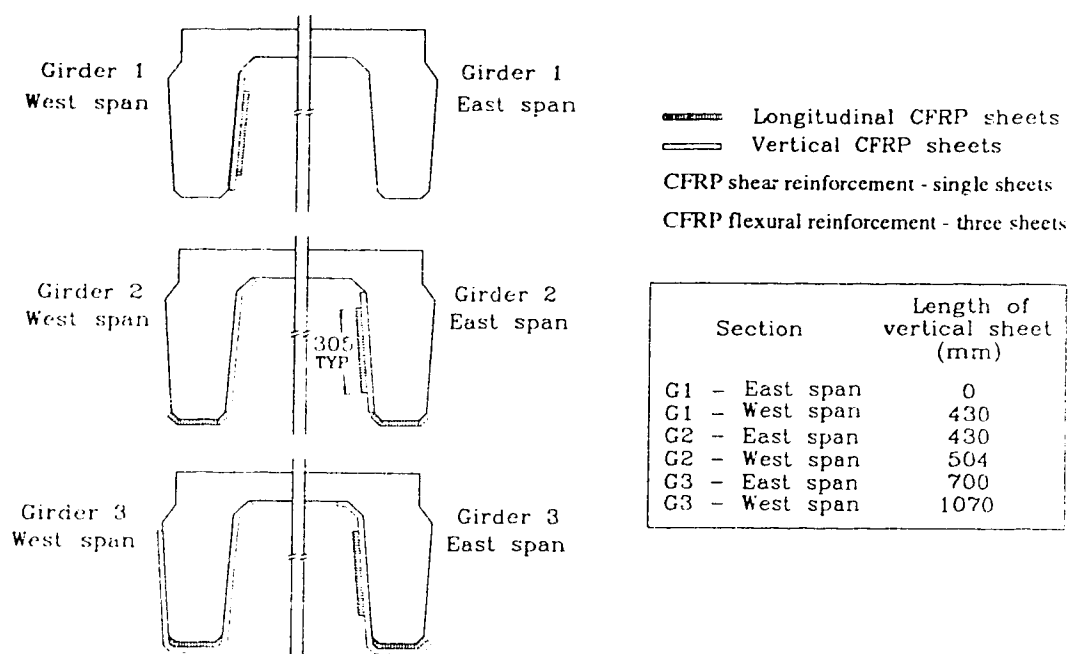 Girder 1
West span
Girder 1
East span
Longitudinal CFRP sheets
Vertical CFRP sheets
CFRP shear reinforcement - single sheets
CFRP flexural reinforcement - three sheets
Girder 2
West span
Girder 2
East span
305
TYP
Section Length of vertical sheet (mm)
G1 - East span 0
G1 - West span 430
G2 - East span 430
G2 - West span 504
G3 - East span 700
G3 - West span 1070
Girder 3
West span
Girder 3
East span